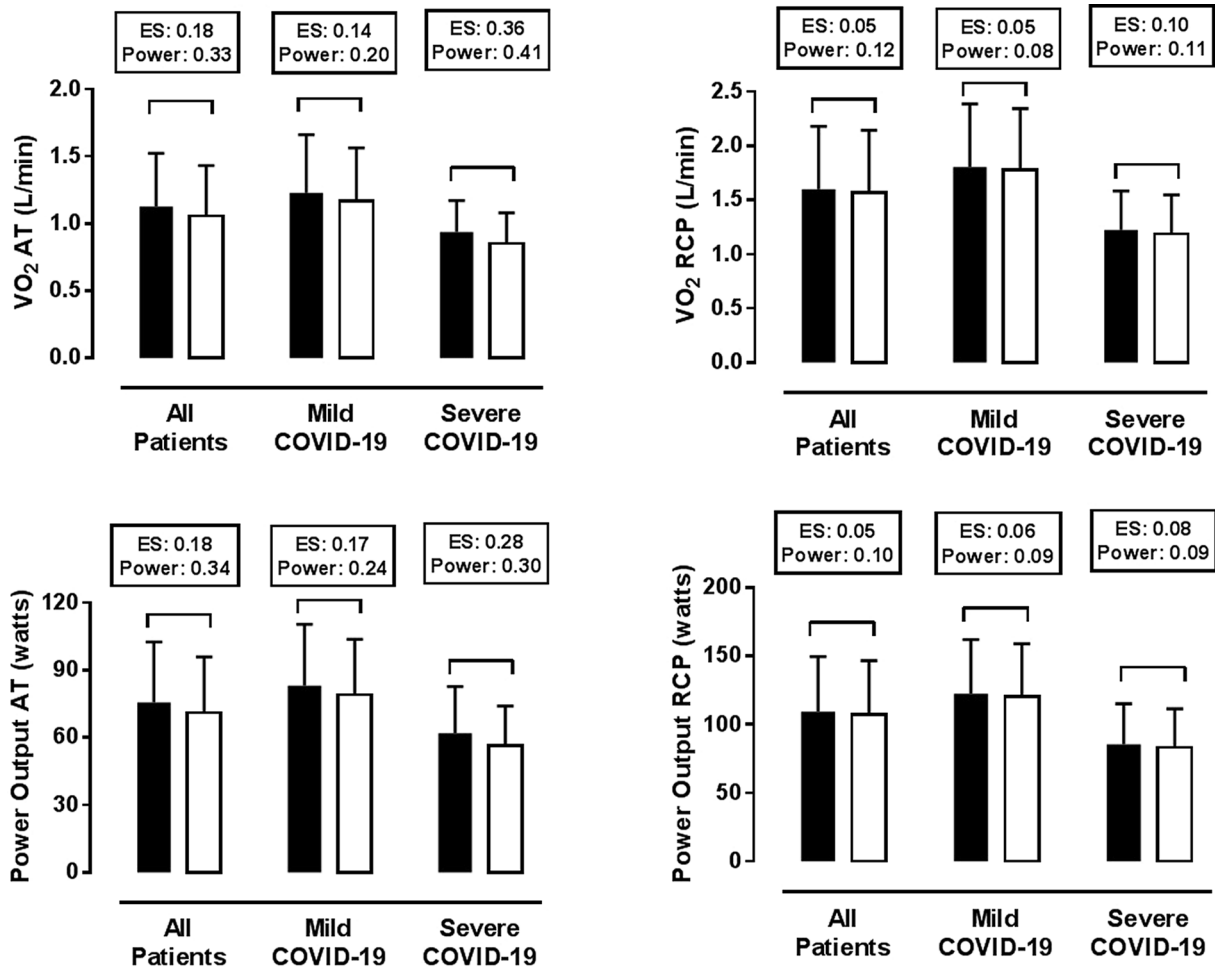 ES: 0.18
Power: 0.33
ES: 0.14
Power: 0.20
ES: 0.36
Power: 0.41
VO2 AT (L/min)
2.0
1.5
1.0
0.5
0.0
All
Patients
Mild
COVID-19
Severe
COVID-19
ES: 0.05
Power: 0.12
ES: 0.05
Power: 0.08
ES: 0.10
Power: 0.11
VO2 RCP (L/min)
2.5
2.0
1.5
1.0
0.5
0.0
All
Patients
Mild
COVID-19
Severe
COVID-19
ES: 0.18
Power: 0.34
ES: 0.17
Power: 0.24
ES: 0.28
Power: 0.30
Power Output AT (watts)
120
90
60
30
0
All
Patients
Mild
COVID-19
Severe
COVID-19
ES: 0.05
Power: 0.10
ES: 0.06
Power: 0.09
ES: 0.08
Power: 0.09
Power Output RCP (watts)
200
150
100
50
0
All
Patients
Mild
COVID-19
Severe
COVID-19